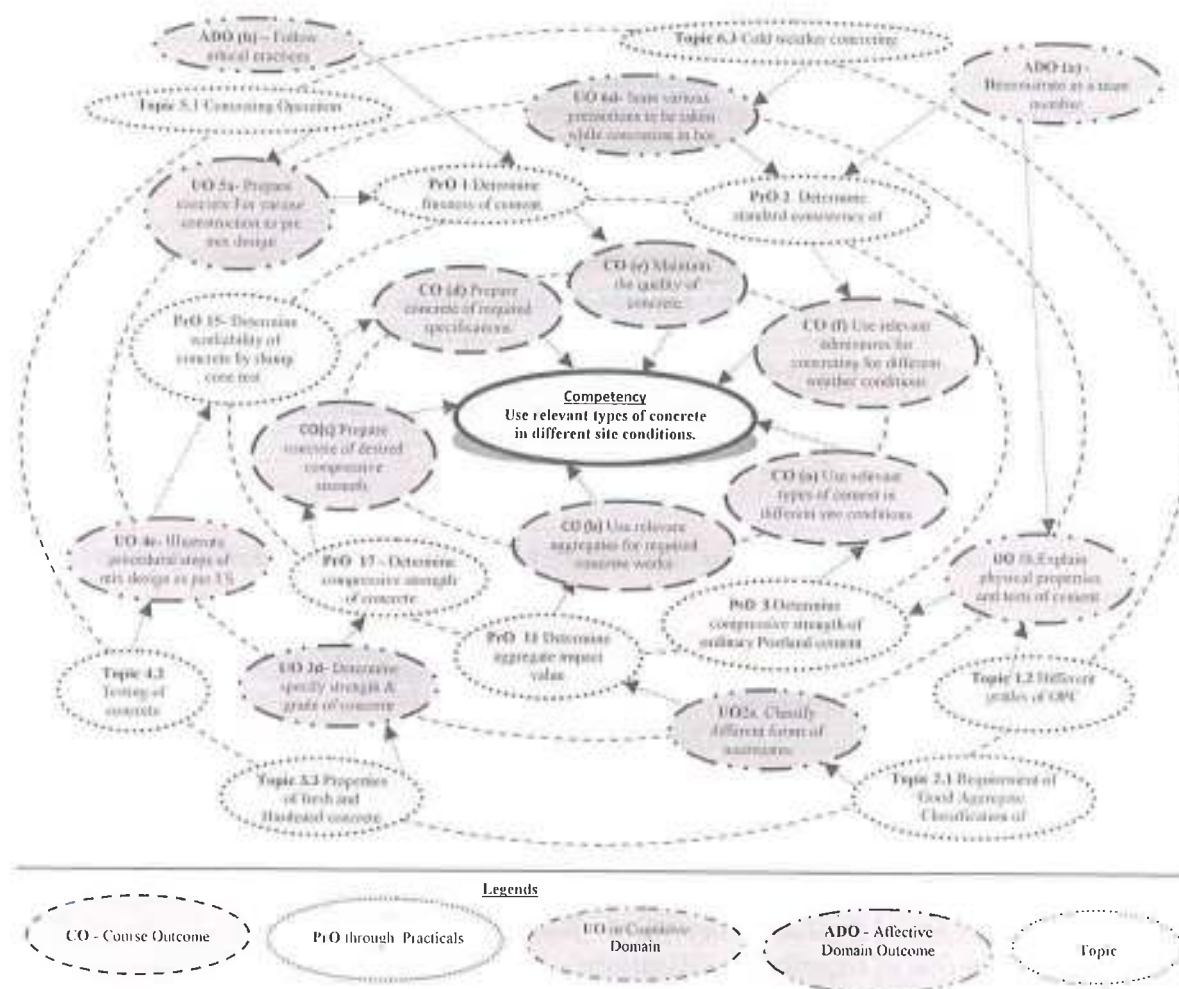 ADO (b) - Follow
ethical practices
Topic 6.3 Cold weather concreting
ADO (a) -
Demonstrate as a team
member
Topic 5.1 Concreting Operation
UO 6a- State various
precautions to be taken
while concreting in hot
UO 5a- Prepare
concrete For various
construction as per
mix design
PrO 1 Determine
fineness of cement
PrO 2 Determine
standard consistency of
CO (e) Maintain
the quality of
concrete.
CO (d) Prepare
concrete of required
specifications.
PrO 15- Determine
workability of
concrete by slump
cone test
CO (f) Use relevant
admixtures for
concreting for different
weather conditions
Competency
Use relevant types of concrete
in different site conditions.
CO(c) Prepare
concrete of desired
compressive
strength.
CO (a) Use relevant
types of cement in
different site conditions
CO (b) Use relevant
aggregates for required
concrete works.
UO 4e- Illustrate
procedural steps of
mix design as per I.S
PrO 17 - Determine
compressive strength
of concrete
UO 1b.Explain
physical properties
and tests of cement
PrO 3 Determine
compressive strength of
ordinary Portland cement
PrO 11 Determine
aggregate impact
value
UO 3d- Determine
specify strength &
grade of concrete
Topic 4.2
Testing of
concrete
Topic 1.2 Different
grades of OPC
UO2a. Classify
different forms of
aggregates
Topic 3.3 Properties
of fresh and
Hardened concrete
Topic 2.1 Requirement of
Good Aggregate
Classification of
Legends
CO - Course Outcome
PrO through Practicals
UO in Cognitive
Domain
ADO - Affective
Domain Outcome
Topic